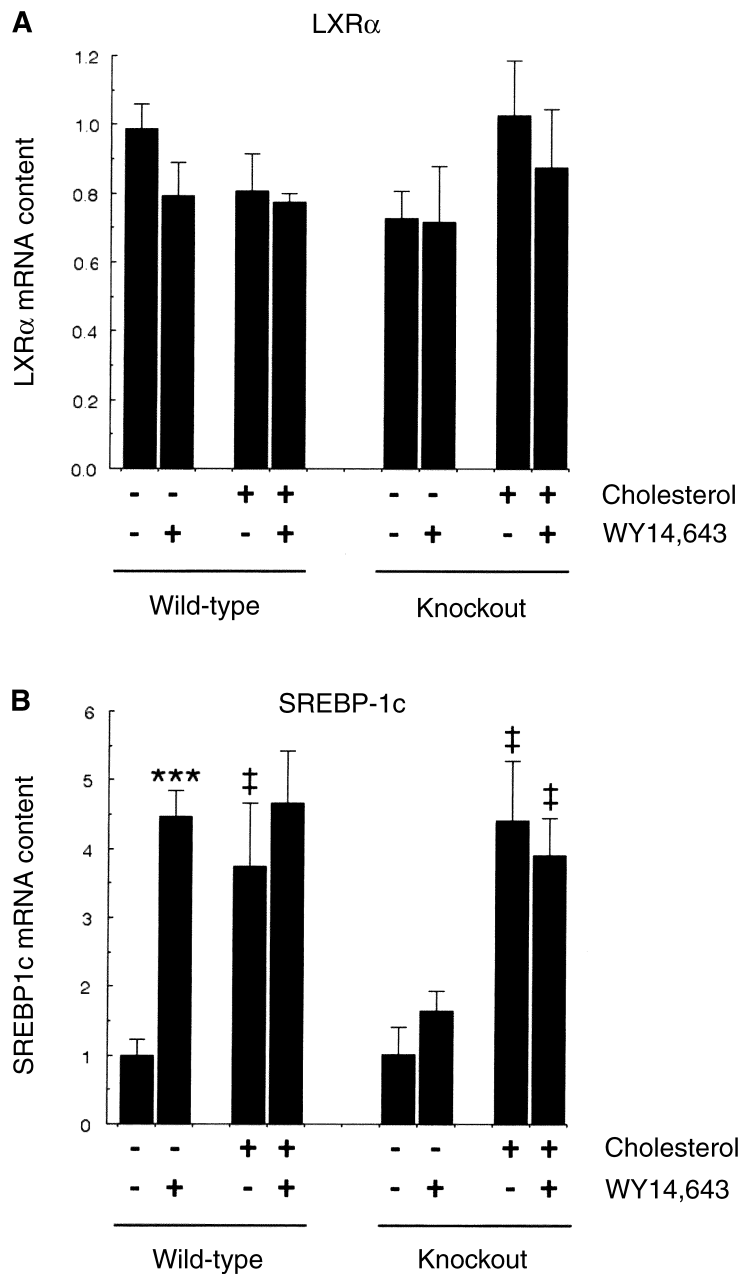 A
LXRα
LXRα mRNA content
1.2
1.0
0.8
0.6
0.4
0.2
0.0
- - + + - - + + Cholesterol
- + - + - + - + WY14,643
Wild-type Knockout
B
SREBP-1c
SREBP1c mRNA content
6
5
4
3
2
1
0
*** ‡ ‡ ‡
- - + + - - + + Cholesterol
- + - + - + - + WY14,643
Wild-type Knockout